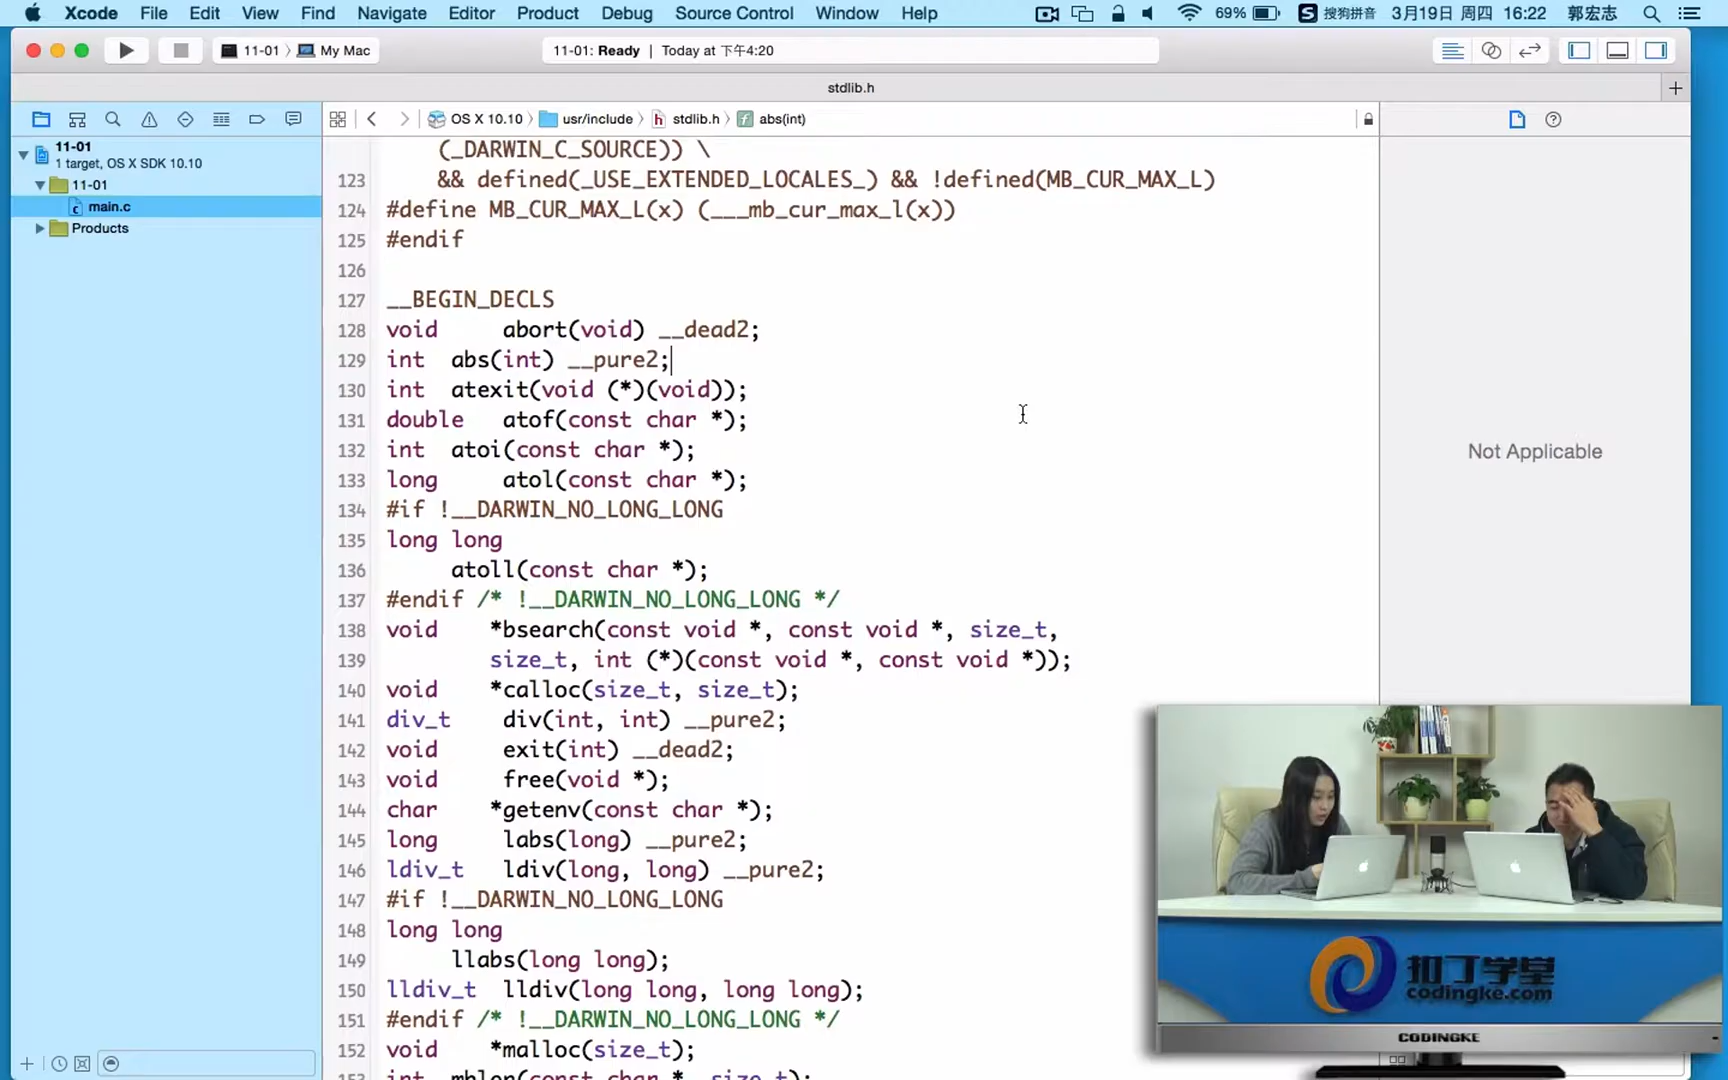 Xcode File Edit View Find Navigate Editor Product Debug Source Control Window Help 69% S 搜狗拼音 3月19日 周四 16:22 郭宏志
11-01 〉 My Mac 11-01: Ready | Today at 下午4:20
stdlib.h
OS X 10.10 〉 usr/include 〉 h stdlib.h 〉 f abs(int)
11-01
1 target, OS X SDK 10.10
11-01
c main.c
Products
(_DARWIN_C_SOURCE)) \
123 && defined(_USE_EXTENDED_LOCALES_) && !defined(MB_CUR_MAX_L)
124 #define MB_CUR_MAX_L(x) (___mb_cur_max_l(x))
125 #endif
126
127 __BEGIN_DECLS
128 void abort(void) __dead2;
129 int abs(int) __pure2;
130 int atexit(void (*)(void));
131 double atof(const char *);
132 int atoi(const char *);
133 long atol(const char *);
134 #if !__DARWIN_NO_LONG_LONG
135 long long
136 atoll(const char *);
137 #endif /* !__DARWIN_NO_LONG_LONG */
138 void *bsearch(const void *, const void *, size_t,
139 size_t, int (*)(const void *, const void *));
140 void *calloc(size_t, size_t);
141 div_t div(int, int) __pure2;
142 void exit(int) __dead2;
143 void free(void *);
144 char *getenv(const char *);
145 long labs(long) __pure2;
146 ldiv_t ldiv(long, long) __pure2;
147 #if !__DARWIN_NO_LONG_LONG
148 long long
149 llabs(long long);
150 lldiv_t lldiv(long long, long long);
151 #endif /* !__DARWIN_NO_LONG_LONG */
152 void *malloc(size_t);
153 int mblen(const char *, size_t);
Not Applicable
扣丁学堂
codingke.com
CODINGKE